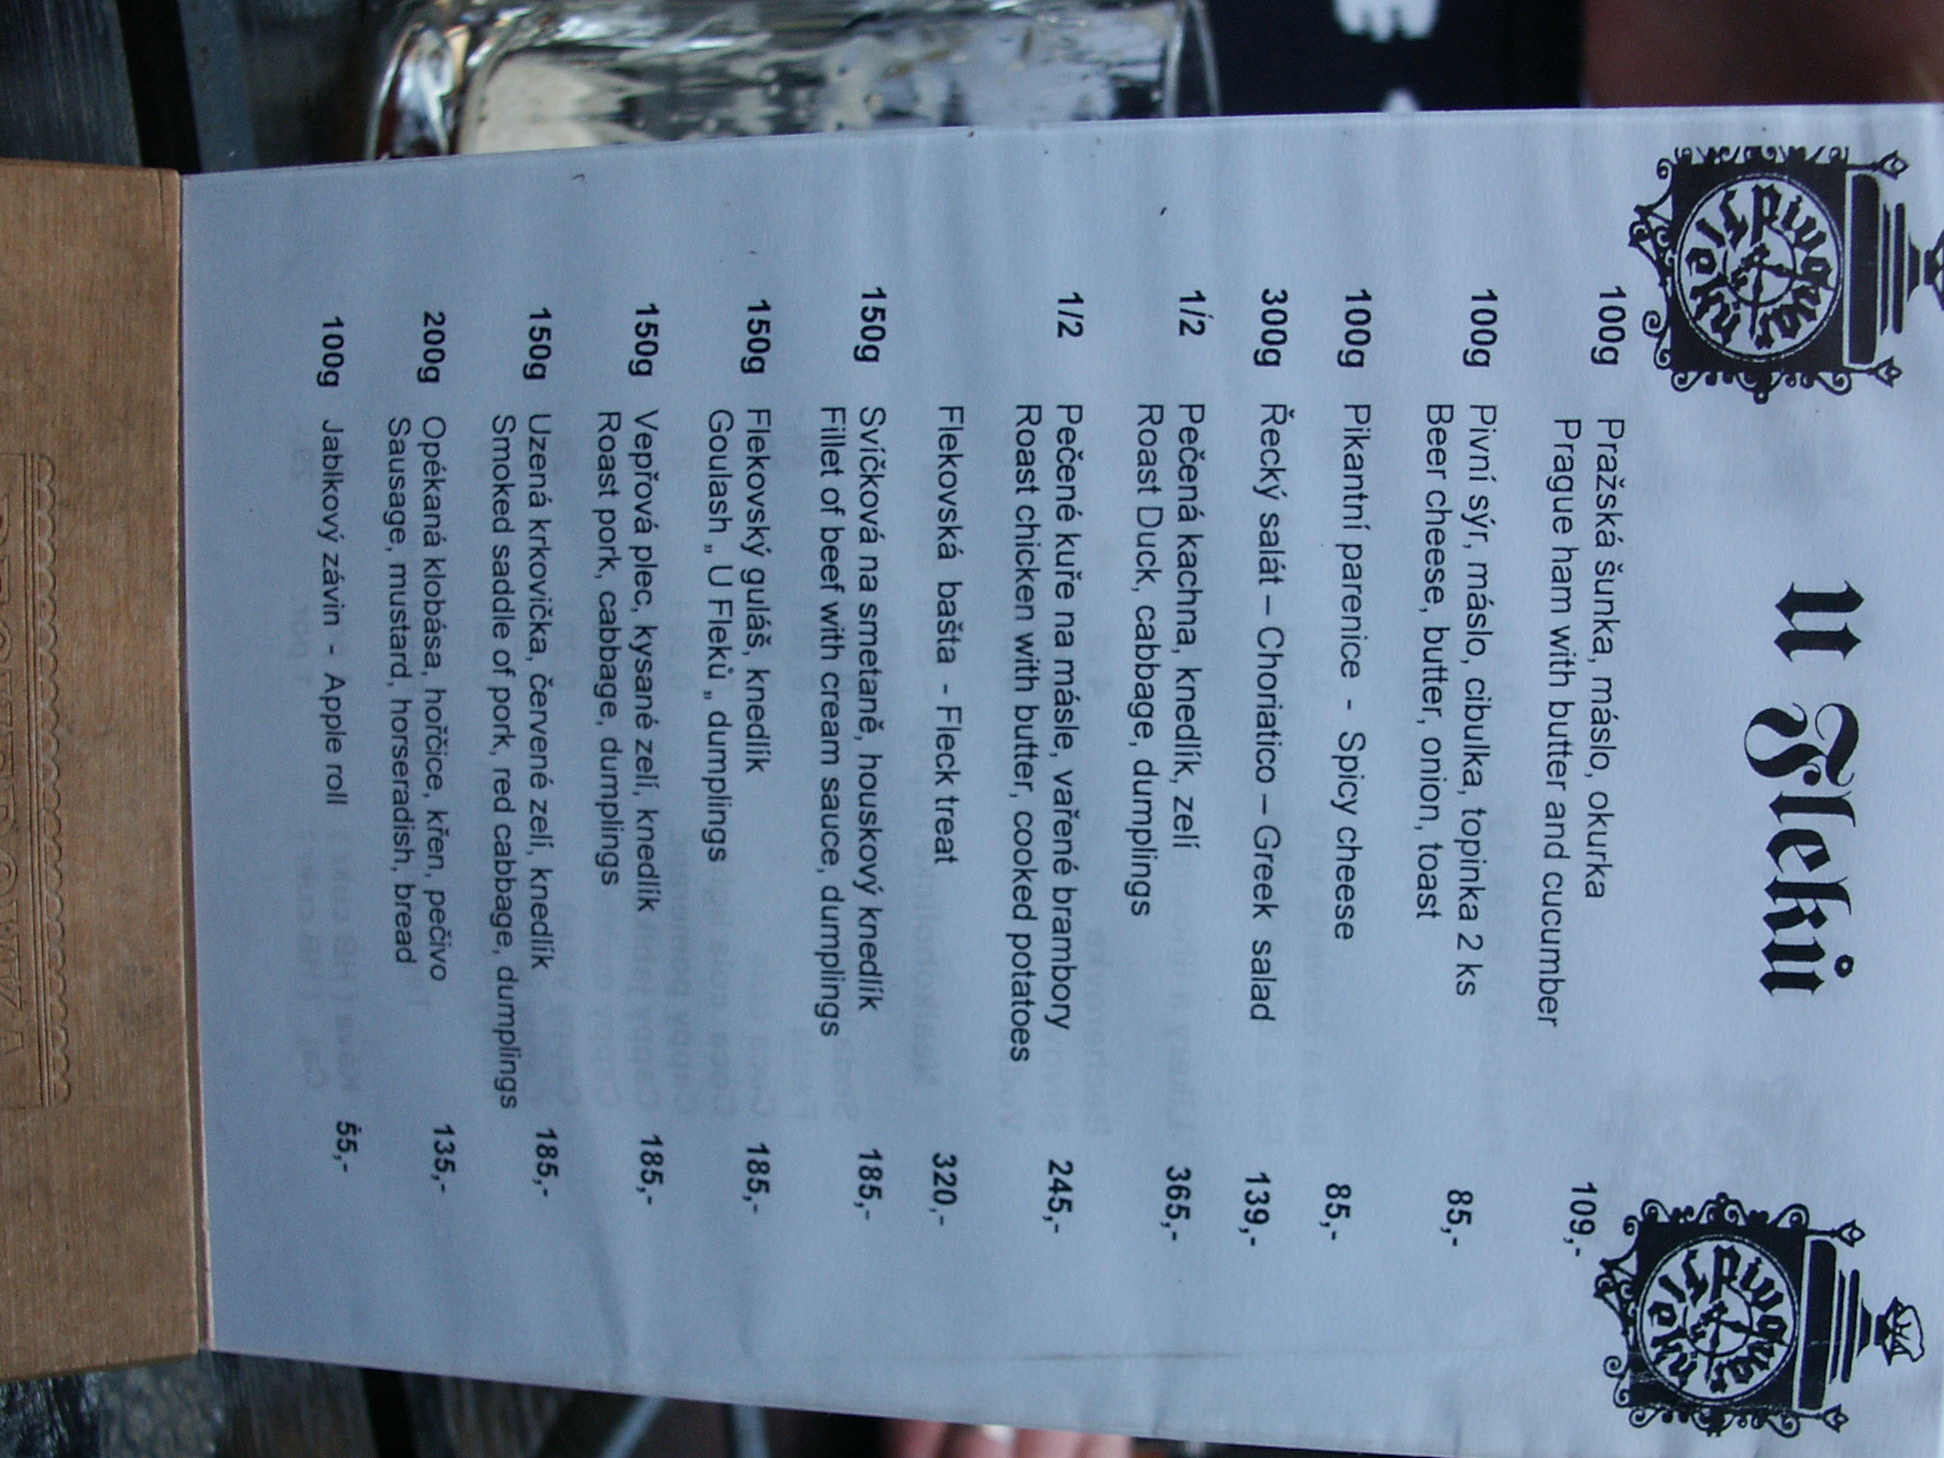 U Fleků
100g Pražská šunka, máslo, okurka
Prague ham with butter and cucumber 109,-
100g Pivní sýr, máslo, cibulka, topinka 2 ks
Beer cheese, butter, onion, toast 85,-
100g Pikantní parenice - Spicy cheese 85,-
300g Řecký salát – Choriatico – Greek salad 139,-
1/2 Pečená kachna, knedlík, zelí 365,-
Roast Duck, cabbage, dumplings
1/2 Pečené kuře na másle, vařené brambory 245,-
Roast chicken with butter, cooked potatoes
Flekovská bašta - Fleck treat 320,-
150g Svíčková na smetaně, houskový knedlík 185,-
Fillet of beef with cream sauce, dumplings
150g Flekovský guláš, knedlík 185,-
Goulash „ U Fleků „ dumplings
150g Vepřová plec, kysané zelí, knedlík 185,-
Roast pork, cabbage, dumplings
150g Uzená krkovička, červené zelí, knedlík 185,-
Smoked saddle of pork, red cabbage, dumplings
200g Opékaná klobása, hořčice, křen, pečivo 135,-
Sausage, mustard, horseradish, bread
100g Jablkový závin - Apple roll 55,-